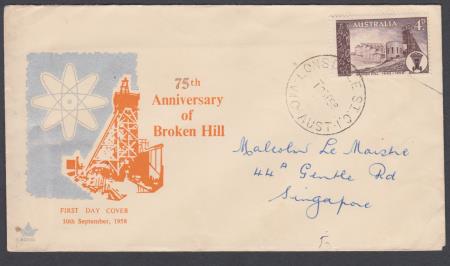 AUSTRALIA 4D
75th
Anniversary
of
Broken Hill
Malcolm Le Maistre
44A Gentle Rd
Singapore
FIRST DAY COVER
10th September, 1958